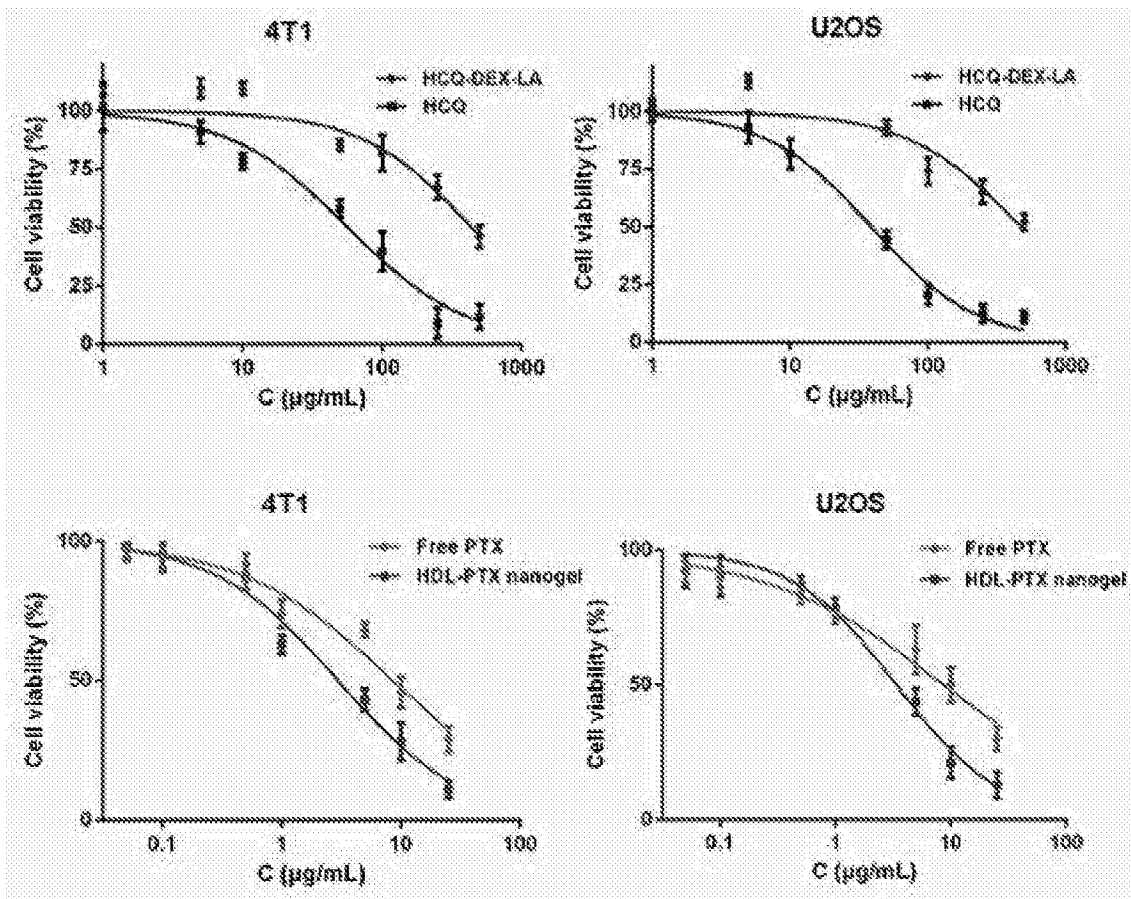 4T1
HCQ-DEX-LA
HCQ
Cell viability (%)
100
75
50
25
0
1
10
100
1000
C (µg/mL)
U2OS
HCQ-DEX-LA
HCQ
Cell viability (%)
100
75
50
25
0
1
10
100
1000
C (µg/mL)
4T1
Free PTX
HDL-PTX nanogel
Cell viability (%)
100
50
0
0.1
1
10
100
C (µg/mL)
U2OS
Free PTX
HDL-PTX nanogel
Cell viability (%)
100
50
0
0.1
1
10
100
C (µg/mL)